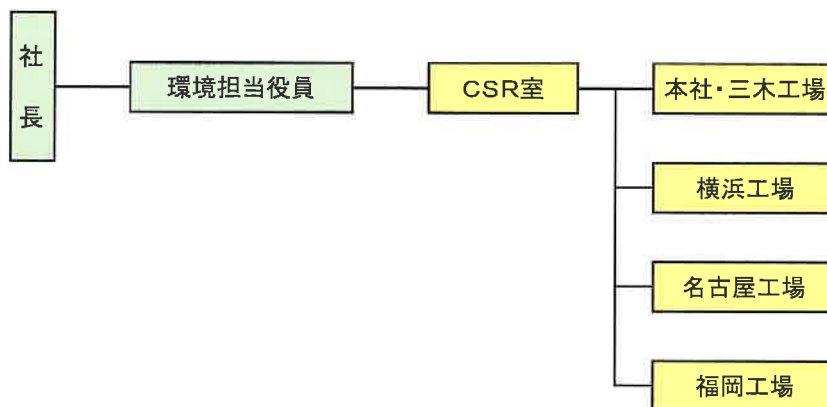 社長
環境担当役員
CSR室
本社・三木工場
横浜工場
名古屋工場
福岡工場